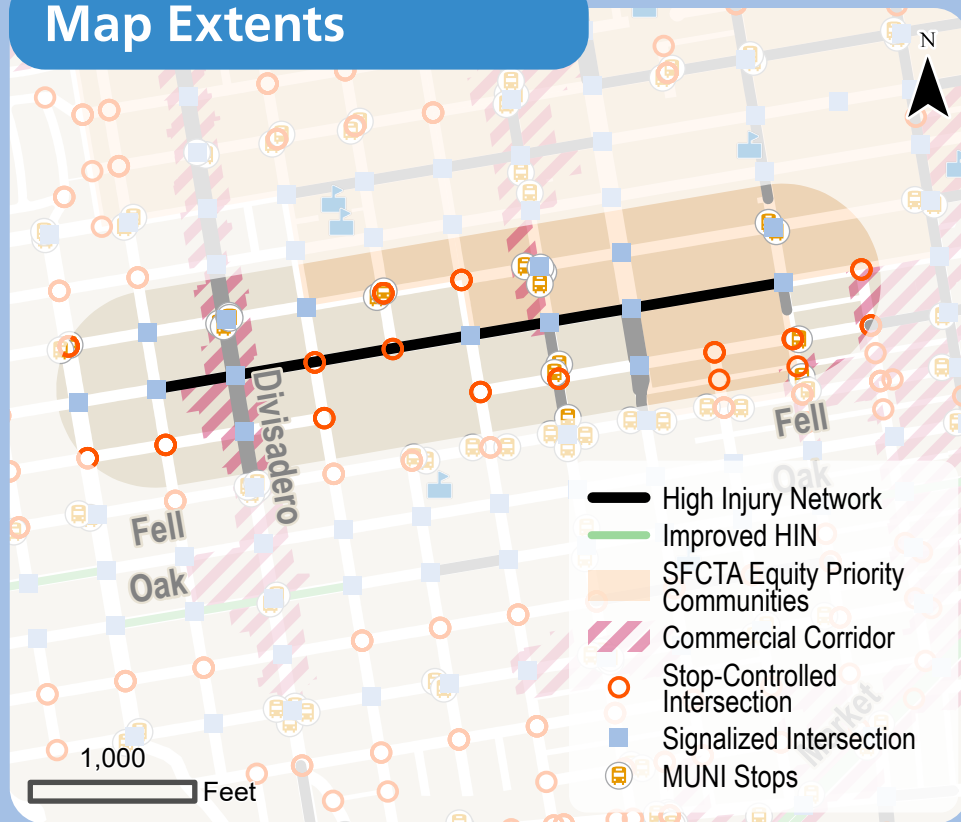 Map Extents
N
Divisadero
Fell
Oak
Fell
Oak
Market
High Injury Network
Improved HIN
SFCTA Equity Priority
Communities
Commercial Corridor
Stop-Controlled
Intersection
Signalized Intersection
MUNI Stops
1,000
Feet